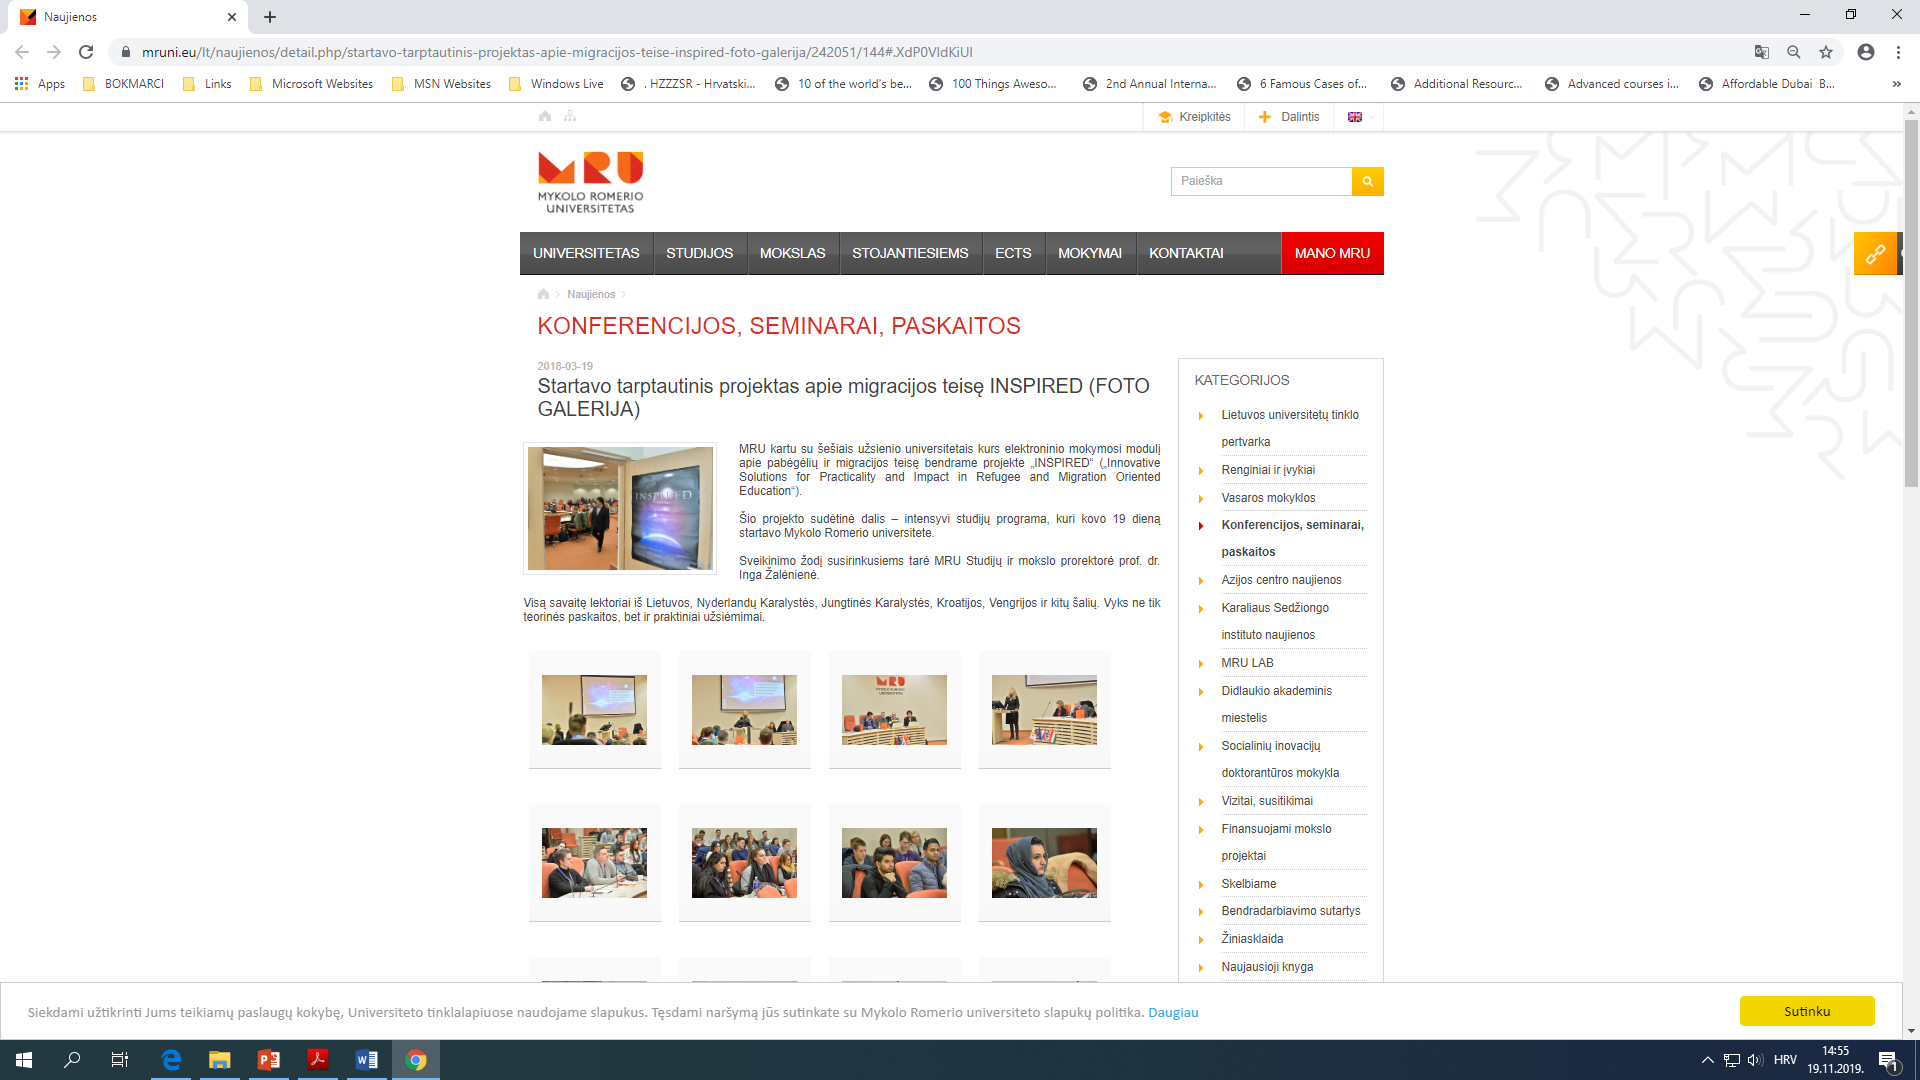 Naujienos
mruni.eu/lt/naujienos/detail.php/startavo-tarptautinis-projektas-apie-migracijos-teise-inspired-foto-galerija/242051/144#.XdP0VldKiUl
Apps BOKMARCI Links Microsoft Websites MSN Websites Windows Live . HZZZSR - Hrvatski... 10 of the world's be... 100 Things Aweso... 2nd Annual Interna... 6 Famous Cases of... Additional Resourc... Advanced courses i... Affordable Dubai B... »
Kreipkitės Dalintis
MRU
MYKOLO ROMERIO
UNIVERSITETAS
Paieška
UNIVERSITETAS STUDIJOS MOKSLAS STOJANTIESIEMS ECTS MOKYMAI KONTAKTAI MANO MRU
Naujienos
KONFERENCIJOS, SEMINARAI, PASKAITOS
2018-03-19
Startavo tarptautinis projektas apie migracijos teisę INSPIRED (FOTO
GALERIJA)
INSPIRED
MRU kartu su šešiais užsienio universitetais kurs elektroninio mokymosi modulį
apie pabėgėlių ir migracijos teisę bendrame projekte „INSPIRED“ („Innovative
Solutions for Practicality and Impact in Refugee and Migration Oriented
Education“).
Šio projekto sudėtinė dalis – intensyvi studijų programa, kuri kovo 19 dieną
startavo Mykolo Romerio universitete.
Sveikinimo žodį susirinkusiems tarė MRU Studijų ir mokslo prorektorė prof. dr.
Inga Žalėnienė.
Visą savaitę lektoriai iš Lietuvos, Nyderlandų Karalystės, Jungtinės Karalystės, Kroatijos, Vengrijos ir kitų šalių. Vyks ne tik
teorinės paskaitos, bet ir praktiniai užsiėmimai.
MRU
KATEGORIJOS
Lietuvos universitetų tinklo
pertvarka
Renginiai ir įvykiai
Vasaros mokyklos
Konferencijos, seminarai,
paskaitos
Azijos centro naujienos
Karaliaus Sedžiongo
instituto naujienos
MRU LAB
Didlaukio akademinis
miestelis
Socialinių inovacijų
doktorantūros mokykla
Vizitai, susitikimai
Finansuojami mokslo
projektai
Skelbiame
Bendradarbiavimo sutartys
Žiniasklaida
Naujausioji knyga
Siekdami užtikrinti Jums teikiamų paslaugų kokybę, Universiteto tinklalapiuose naudojame slapukus. Tęsdami naršymą jūs sutinkate su Mykolo Romerio universiteto slapukų politika. Daugiau
Sutinku
HRV
14:55
19.11.2019.
1